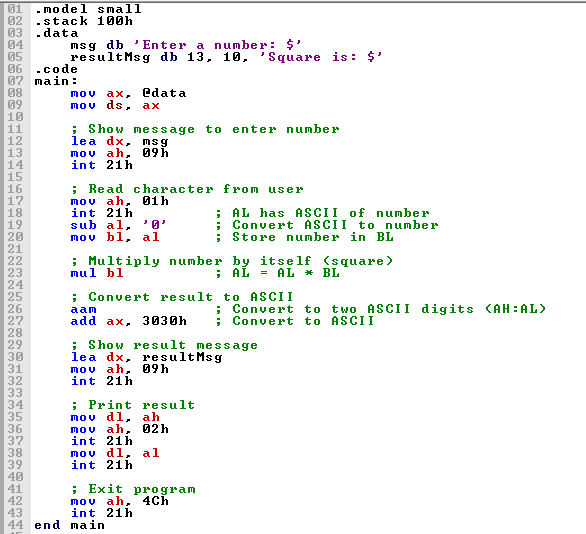 01 .model small
02 .stack 100h
03 .data
04     msg db 'Enter a number: $'
05     resultMsg db 13, 10, 'Square is: $'
06 .code
07 main:
08     mov ax, @data
09     mov ds, ax
10
11     ; Show message to enter number
12     lea dx, msg
13     mov ah, 09h
14     int 21h
15
16     ; Read character from user
17     mov ah, 01h
18     int 21h         ; AL has ASCII of number
19     sub al, '0'     ; Convert ASCII to number
20     mov bl, al      ; Store number in BL
21
22     ; Multiply number by itself (square)
23     mul bl          ; AL = AL * BL
24
25     ; Convert result to ASCII
26     aam             ; Convert to two ASCII digits (AH:AL)
27     add ax, 3030h   ; Convert to ASCII
28
29     ; Show result message
30     lea dx, resultMsg
31     mov ah, 09h
32     int 21h
33
34     ; Print result
35     mov dl, ah
36     mov ah, 02h
37     int 21h
38     mov dl, al
39     int 21h
40
41     ; Exit program
42     mov ah, 4Ch
43     int 21h
44 end main